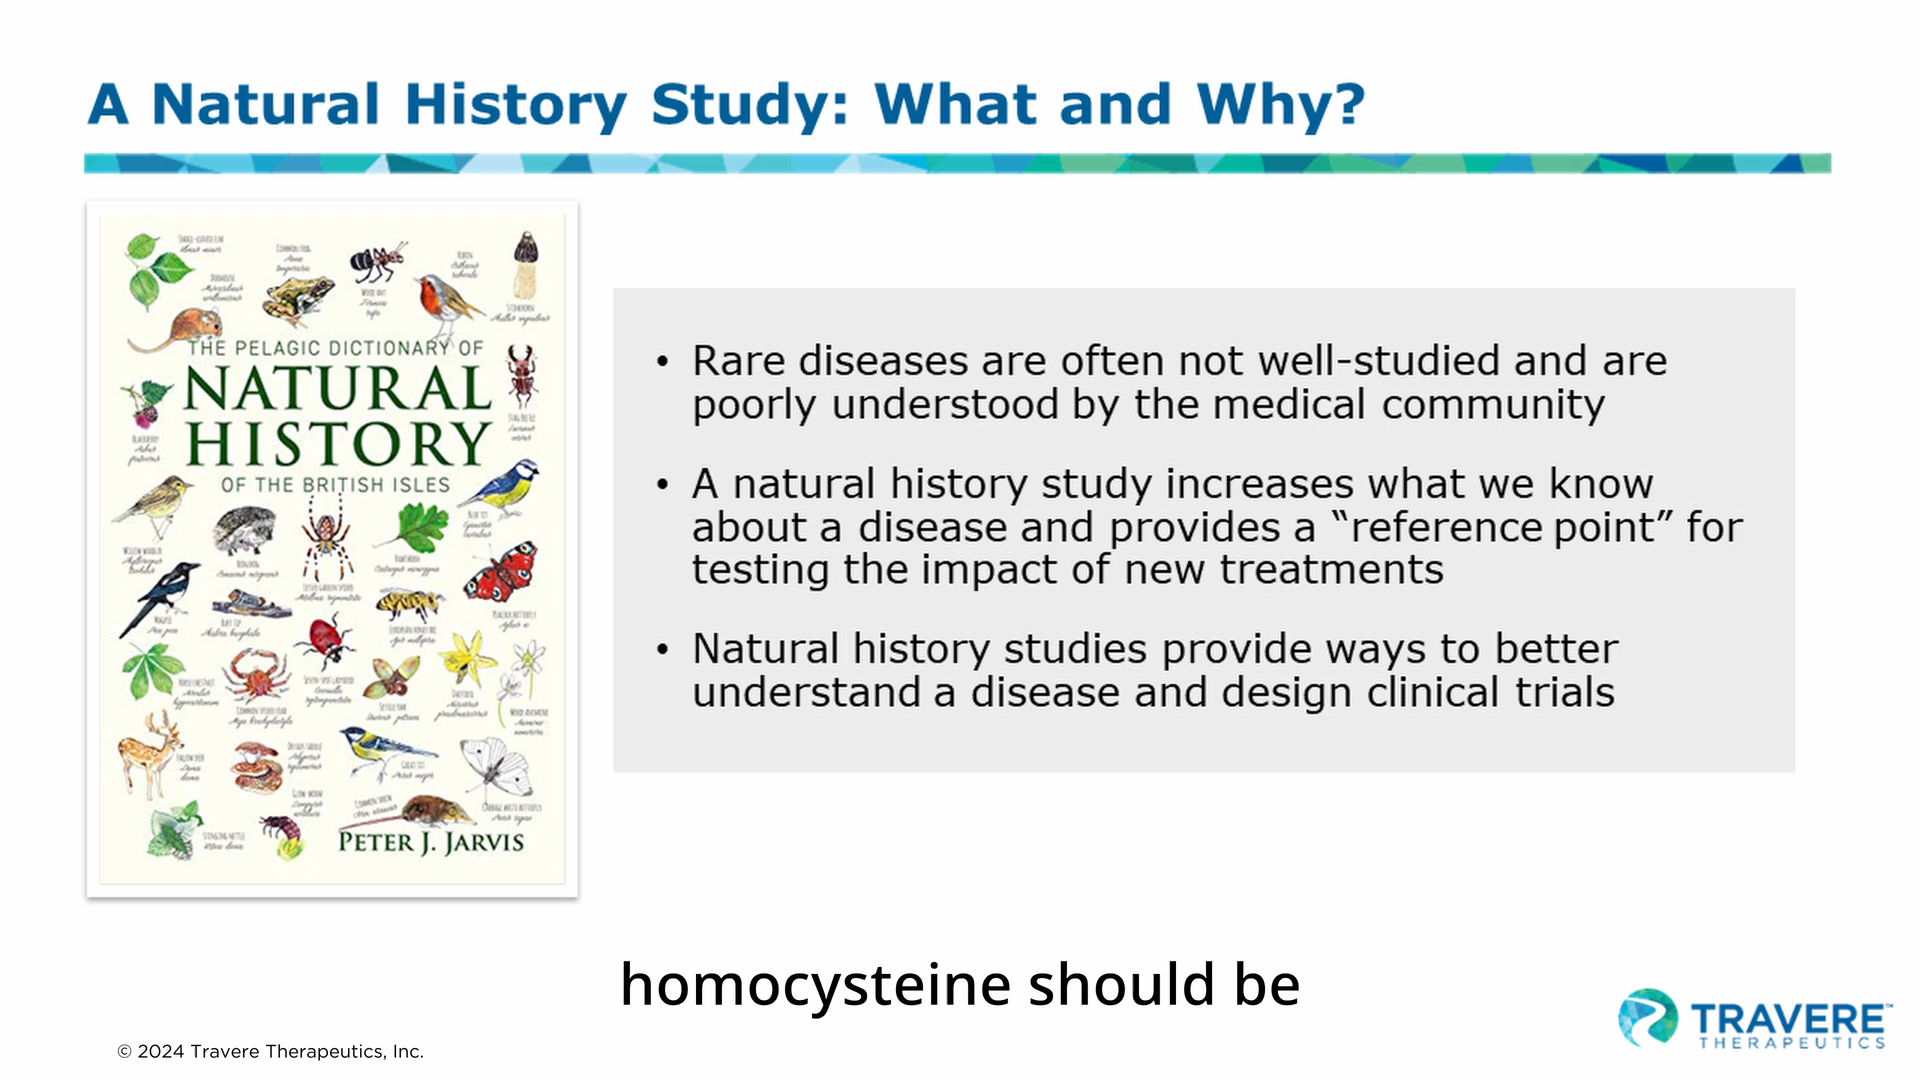 A Natural History Study: What and Why?
THE PELAGIC DICTIONARY OF
NATURAL
HISTORY
OF THE BRITISH ISLES
PETER J. JARVIS
• Rare diseases are often not well-studied and are
poorly understood by the medical community
• A natural history study increases what we know
about a disease and provides a “reference point” for
testing the impact of new treatments
• Natural history studies provide ways to better
understand a disease and design clinical trials
homocysteine should be
© 2024 Travere Therapeutics, Inc.
TRAVERE™
THERAPEUTICS